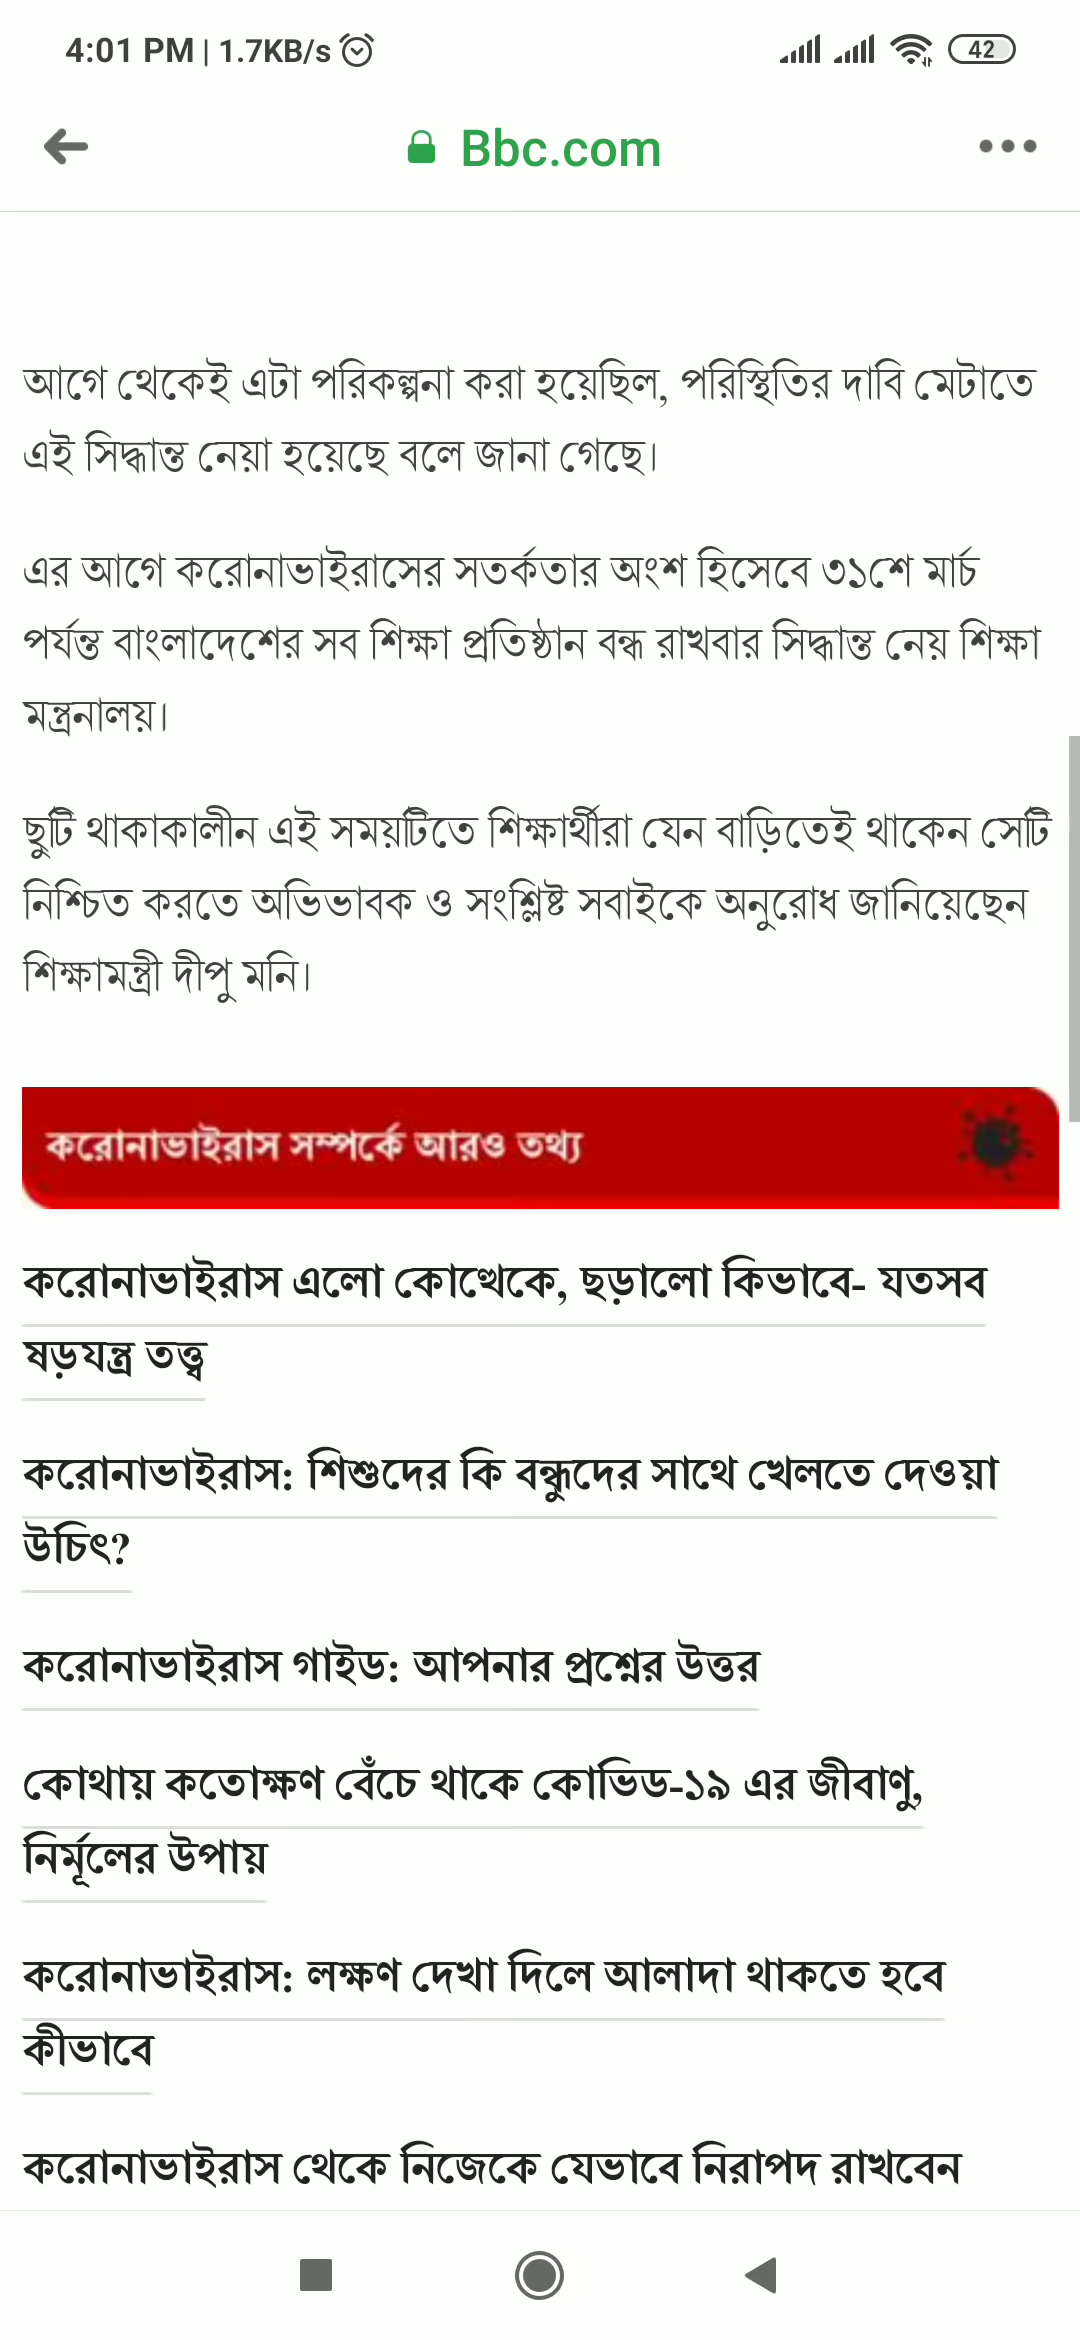 4:01 PM | 1.7KB/s
42
Bbc.com
আগে থেকেই এটা পরিকল্পনা করা হয়েছিল, পরিস্থিতির দাবি মেটাতে
এই সিদ্ধান্ত নেয়া হয়েছে বলে জানা গেছে।
এর আগে করোনাভাইরাসের সতর্কতার অংশ হিসেবে ৩১শে মার্চ
পর্যন্ত বাংলাদেশের সব শিক্ষা প্রতিষ্ঠান বন্ধ রাখবার সিদ্ধান্ত নেয় শিক্ষা
মন্ত্রনালয়।
ছুটি থাকাকালীন এই সময়টিতে শিক্ষার্থীরা যেন বাড়িতেই থাকেন সেটি
নিশ্চিত করতে অভিভাবক ও সংশ্লিষ্ট সবাইকে অনুরোধ জানিয়েছেন
শিক্ষামন্ত্রী দীপু মনি।
করোনাভাইরাস সম্পর্কে আরও তথ্য
করোনাভাইরাস এলো কোত্থেকে, ছড়ালো কিভাবে- যতসব
ষড়যন্ত্র তত্ত্ব
করোনাভাইরাস: শিশুদের কি বন্ধুদের সাথে খেলতে দেওয়া
উচিৎ?
করোনাভাইরাস গাইড: আপনার প্রশ্নের উত্তর
কোথায় কতোক্ষণ বেঁচে থাকে কোভিড-১৯ এর জীবাণু,
নির্মূলের উপায়
করোনাভাইরাস: লক্ষণ দেখা দিলে আলাদা থাকতে হবে
কীভাবে
করোনাভাইরাস থেকে নিজেকে যেভাবে নিরাপদ রাখবেন